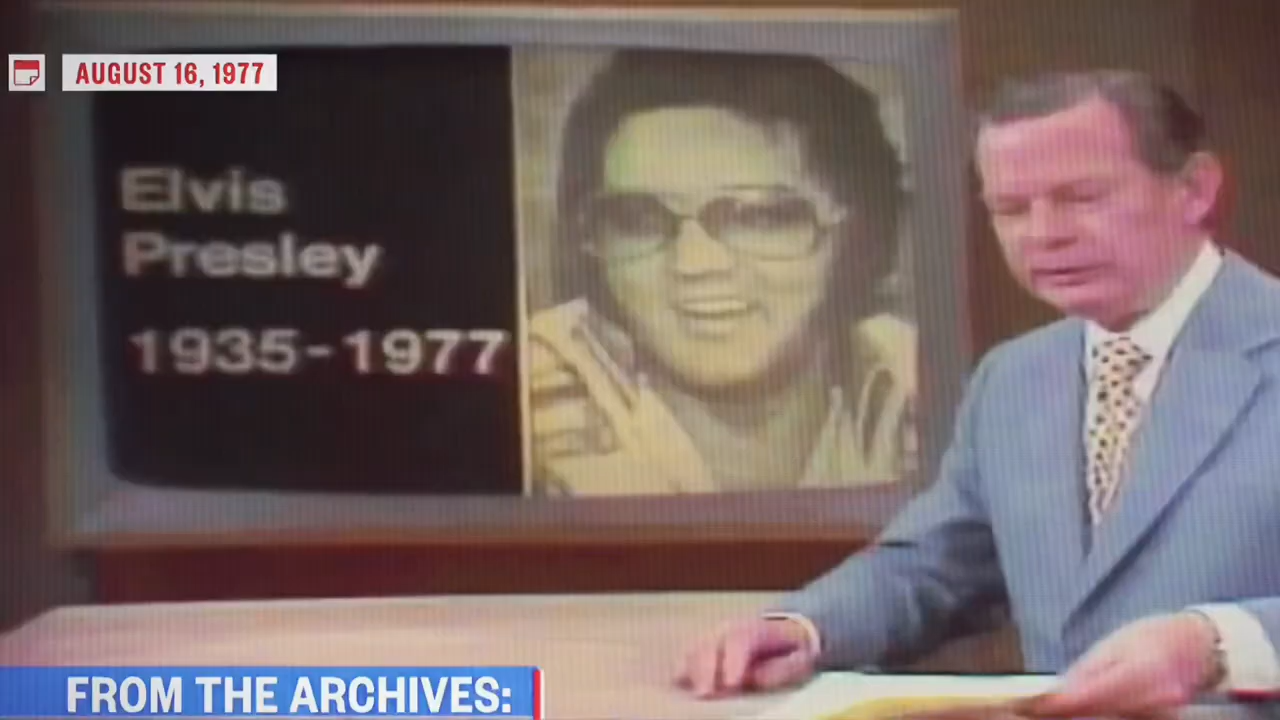 AUGUST 16, 1977
Elvis
Presley
1935-1977
FROM THE ARCHIVES: